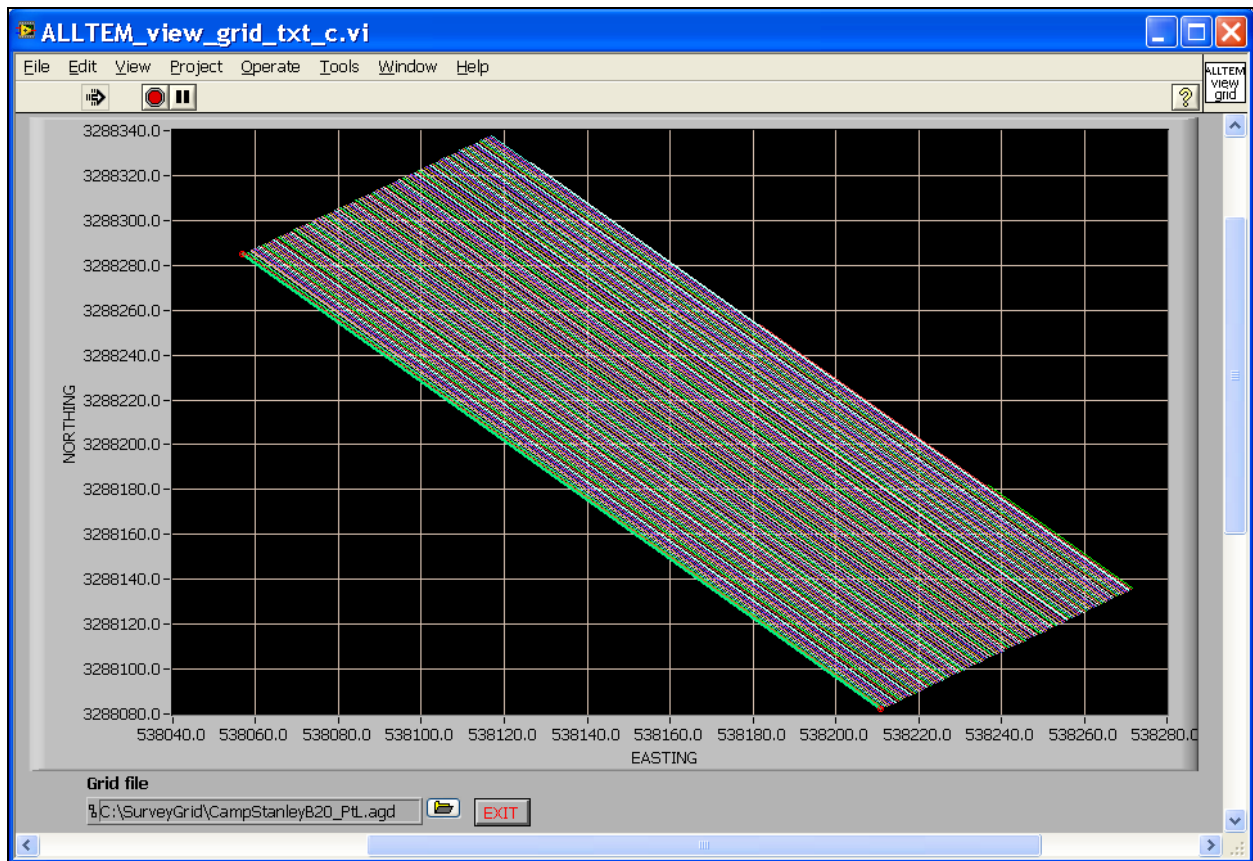 ALLTEM_view_grid_txt_c.vi
File Edit View Project Operate Tools Window Help
ALLTEM
view
grid
?
3288340.0
3288320.0
3288300.0
3288280.0
3288260.0
3288240.0
3288220.0
3288200.0
3288180.0
3288160.0
3288140.0
3288120.0
3288100.0
3288080.0
NORTHING
538040.0 538060.0 538080.0 538100.0 538120.0 538140.0 538160.0 538180.0 538200.0 538220.0 538240.0 538260.0 538280.0
EASTING
Grid file
C:\SurveyGrid\CampStanleyB20_PtL.agd
EXIT